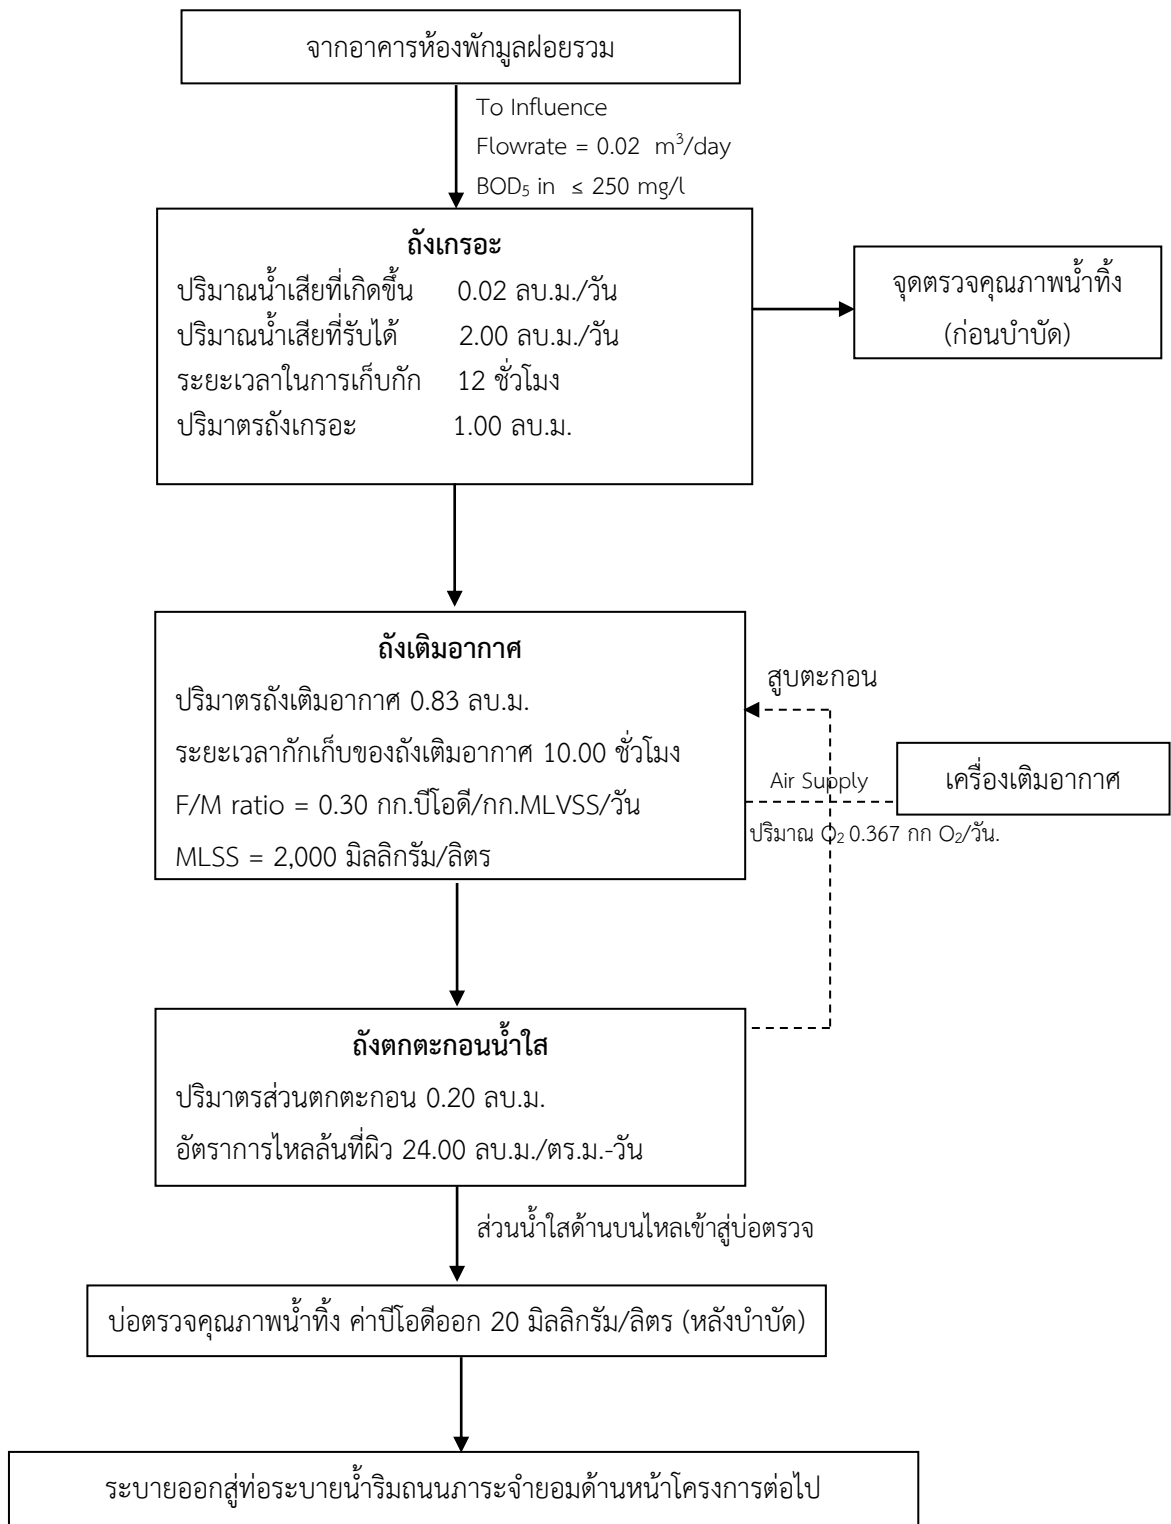 จากอาคารห้องพักมูลฝอยรวม
To Influence
Flowrate = 0.02 m³/day
BOD₅ in ≤ 250 mg/l
ถังเกรอะ
ปริมาณน้ำเสียที่เกิดขึ้น 0.02 ลบ.ม./วัน
ปริมาณน้ำเสียที่รับได้ 2.00 ลบ.ม./วัน
ระยะเวลาในการเก็บกัก 12 ชั่วโมง
ปริมาตรถังเกรอะ 1.00 ลบ.ม.
จุดตรวจคุณภาพน้ำทิ้ง
(ก่อนบำบัด)
ถังเติมอากาศ
ปริมาตรถังเติมอากาศ 0.83 ลบ.ม.
ระยะเวลากักเก็บของถังเติมอากาศ 10.00 ชั่วโมง
F/M ratio = 0.30 กก.บีโอดี/กก.MLVSS/วัน
MLSS = 2,000 มิลลิกรัม/ลิตร
สูบตะกอน
Air Supply
เครื่องเติมอากาศ
ปริมาณ O₂ 0.367 กก O₂/วัน.
ถังตกตะกอนน้ำใส
ปริมาตรส่วนตกตะกอน 0.20 ลบ.ม.
อัตราการไหลล้นที่ผิว 24.00 ลบ.ม./ตร.ม.-วัน
ส่วนน้ำใสด้านบนไหลเข้าสู่บ่อตรวจ
บ่อตรวจคุณภาพน้ำทิ้ง ค่าบีโอดีออก 20 มิลลิกรัม/ลิตร (หลังบำบัด)
ระบายออกสู่ท่อระบายน้ำริมถนนภาระจำยอมด้านหน้าโครงการต่อไป